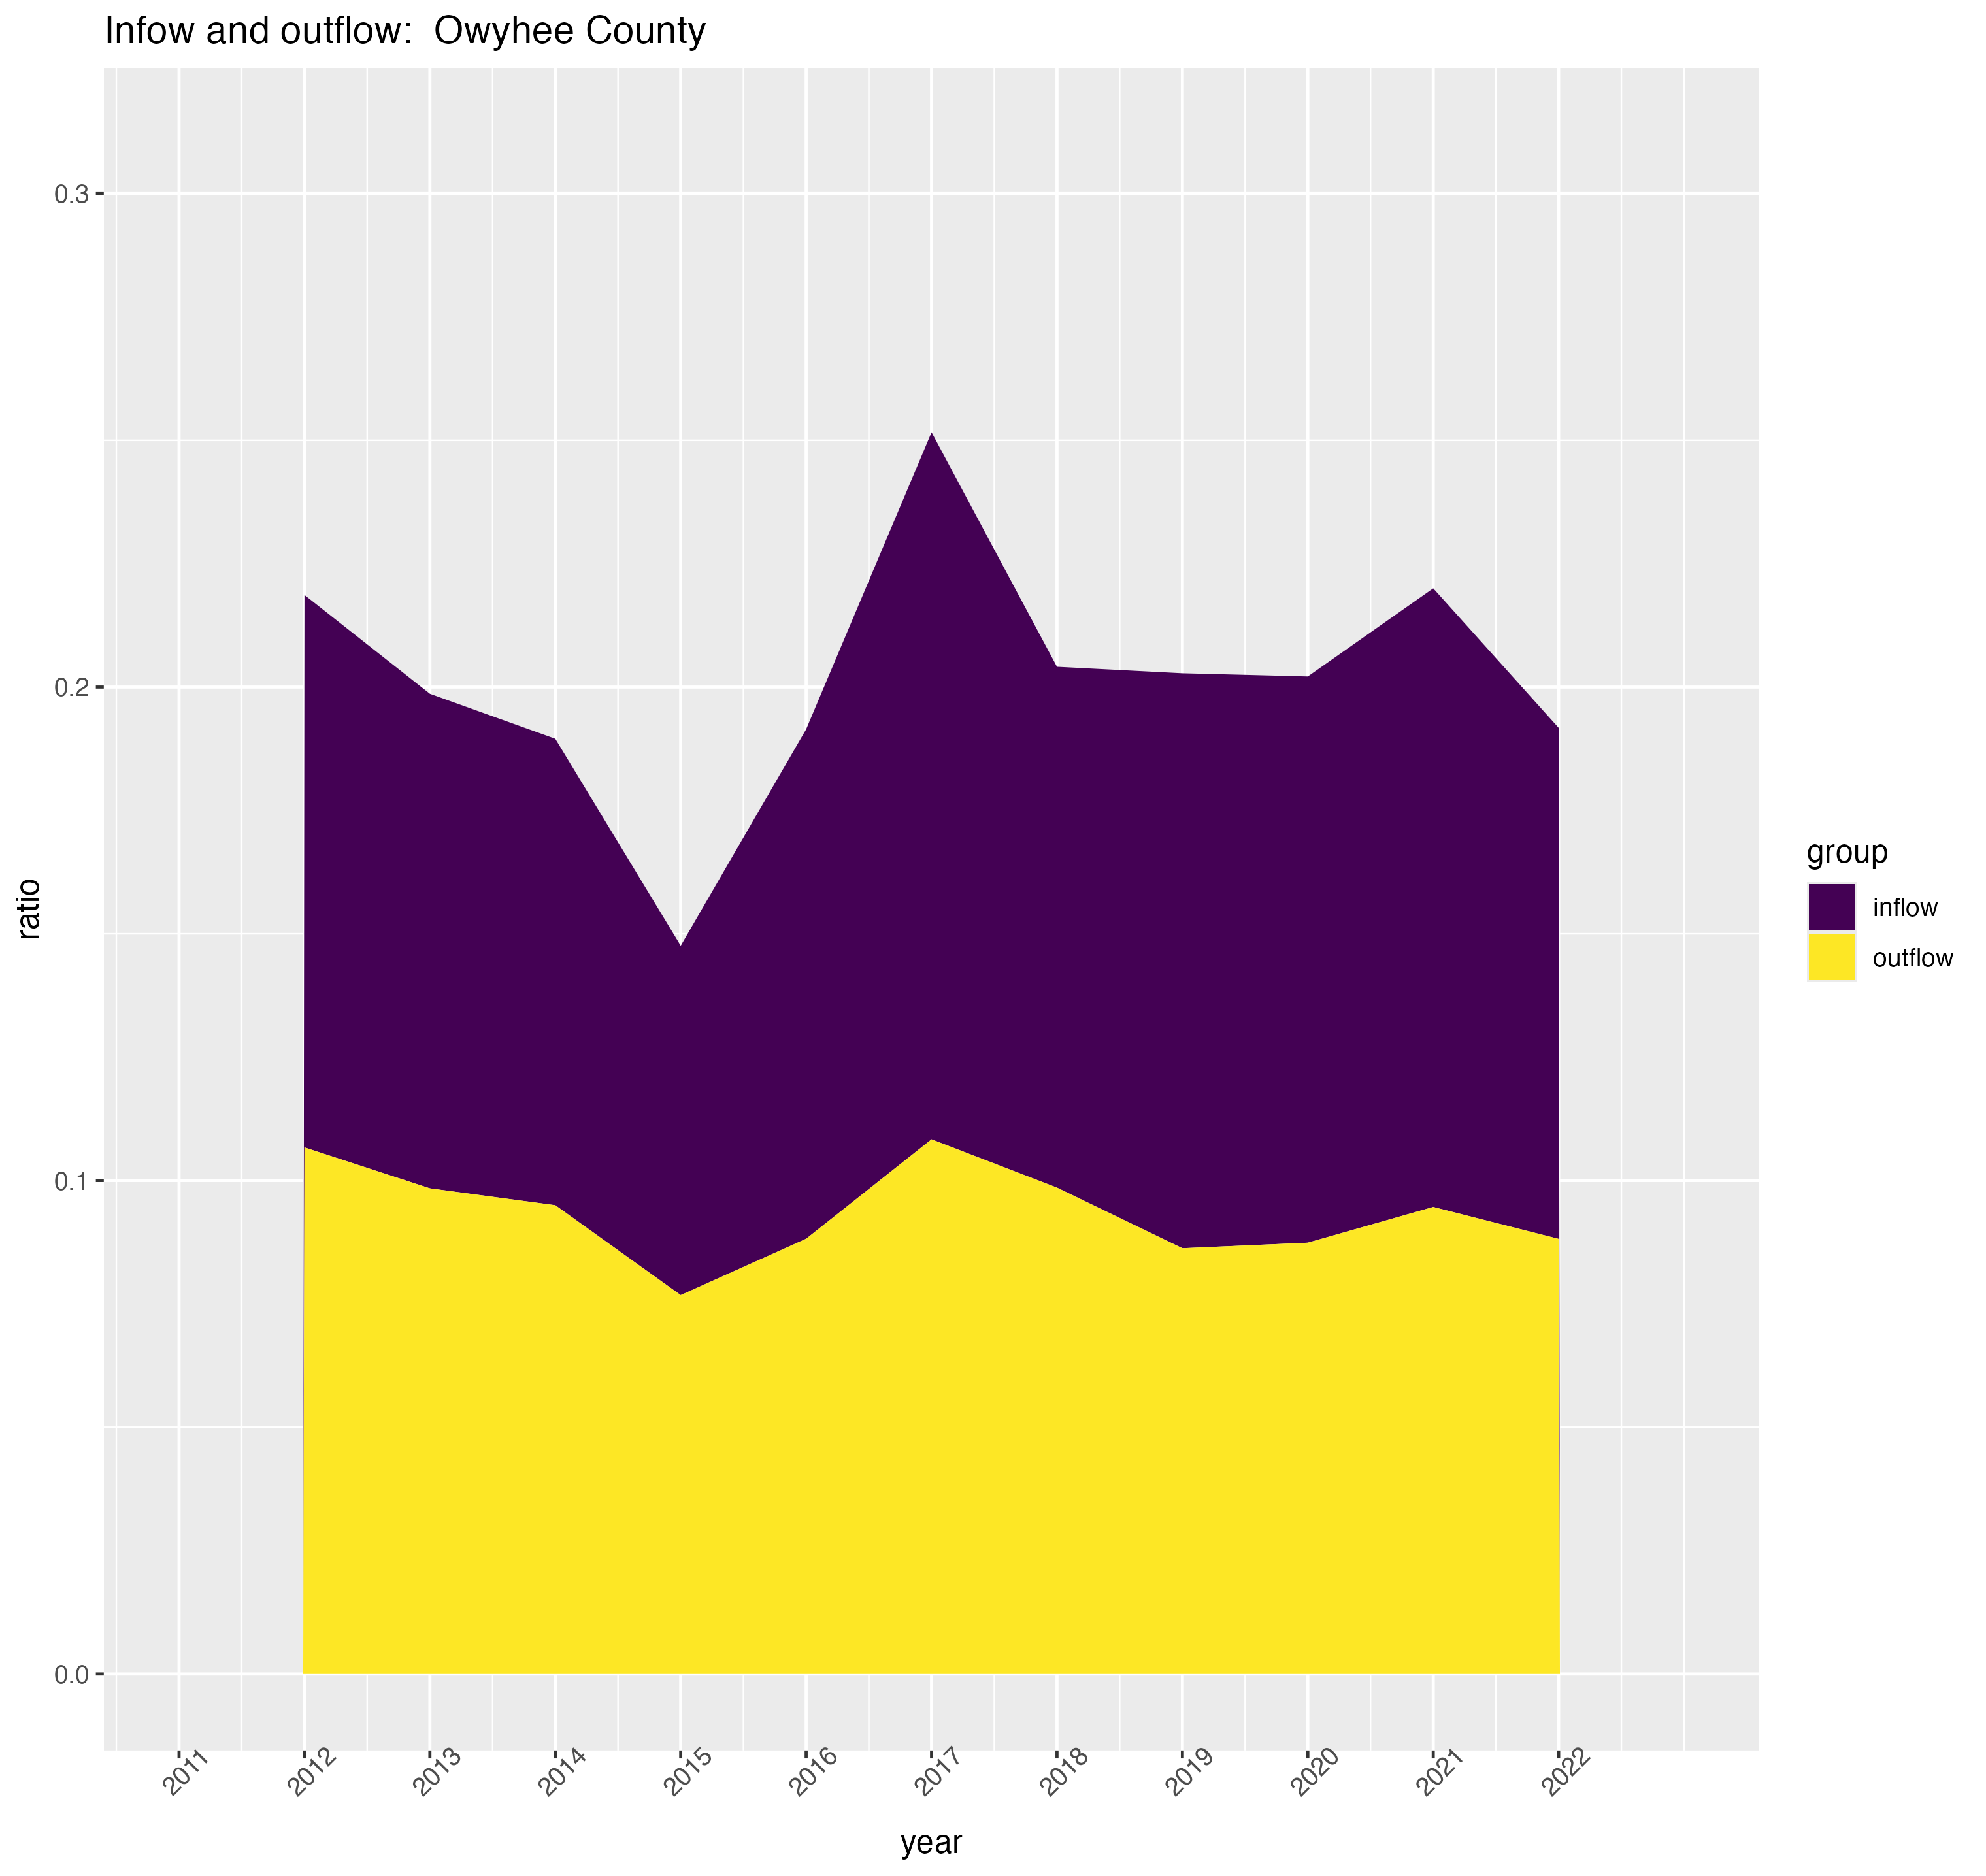 Infow and outflow:  Owyhee County
0.3
0.2
0.1
0.0
ratio
2011 2012 2013 2014 2015 2016 2017 2018 2019 2020 2021 2022
year
group
inflow
outflow